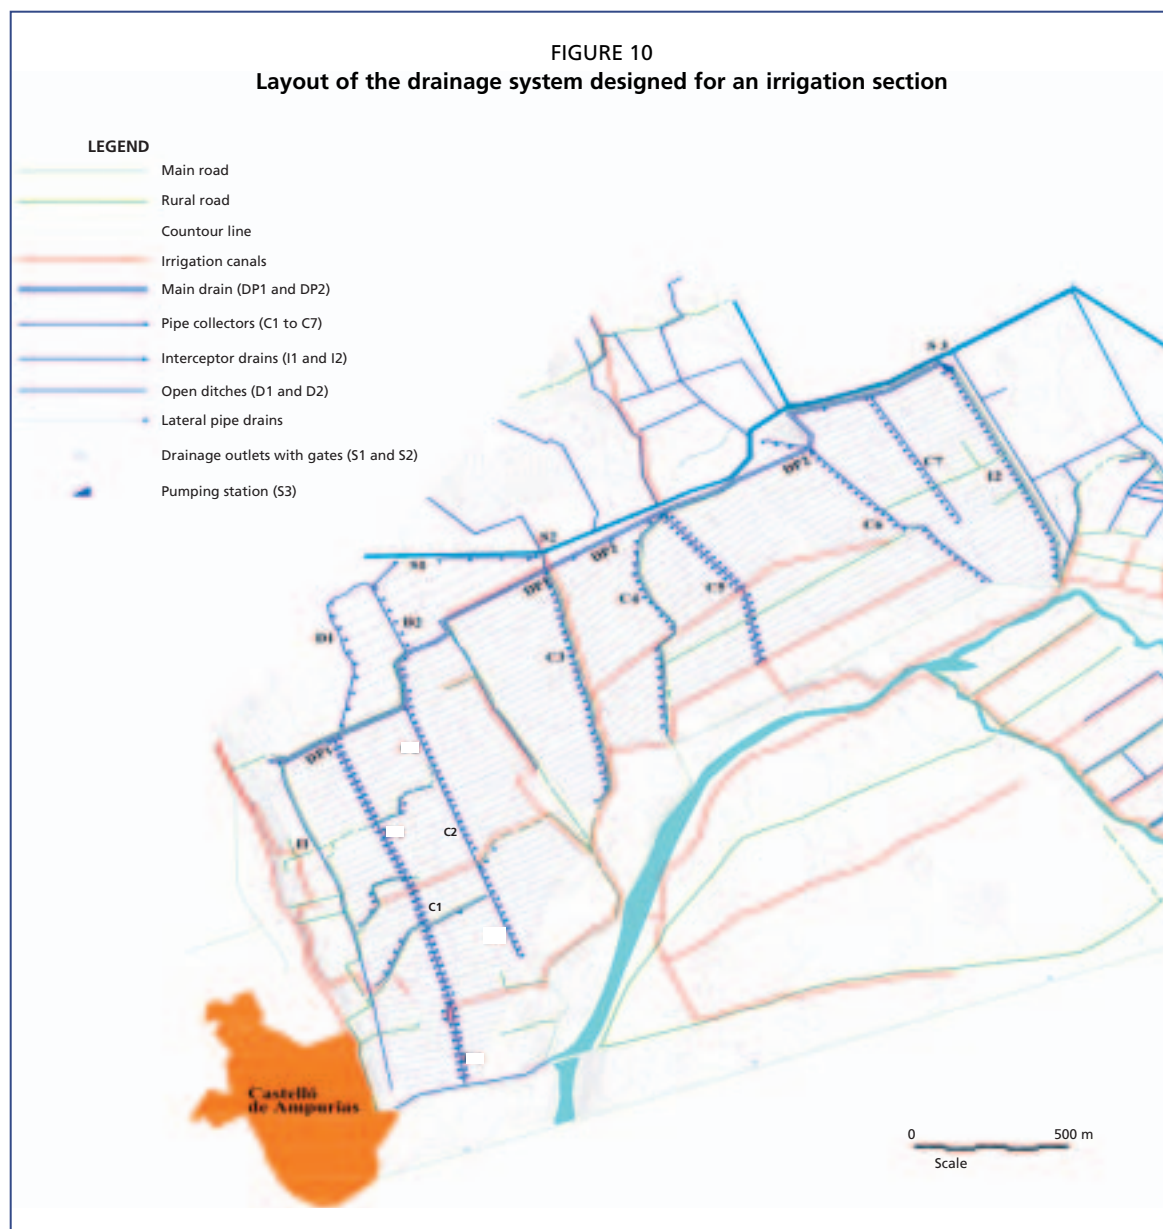 FIGURE 10
Layout of the drainage system designed for an irrigation section
LEGEND
Main road
Rural road
Countour line
Irrigation canals
Main drain (DP1 and DP2)
Pipe collectors (C1 to C7)
Interceptor drains (I1 and I2)
Open ditches (D1 and D2)
Lateral pipe drains
Drainage outlets with gates (S1 and S2)
Pumping station (S3)
S 3
C7
I2
DP2
C6
S2
DP2
S1
DP2
C5
C4
D2
D1
C3
DP1
I1
C2
C1
Castelló
de Ampurias
0 500 m
Scale